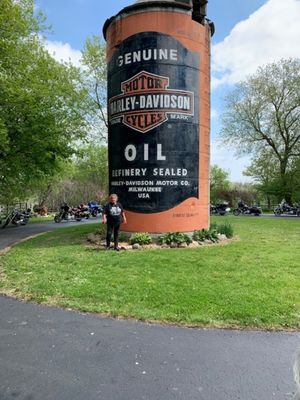 GENUINE
MOTOR
HARLEY-DAVIDSON
CYCLES
OIL
REFINERY SEALED
HARLEY-DAVIDSON MOTOR CO.
MILWAUKEE
USA